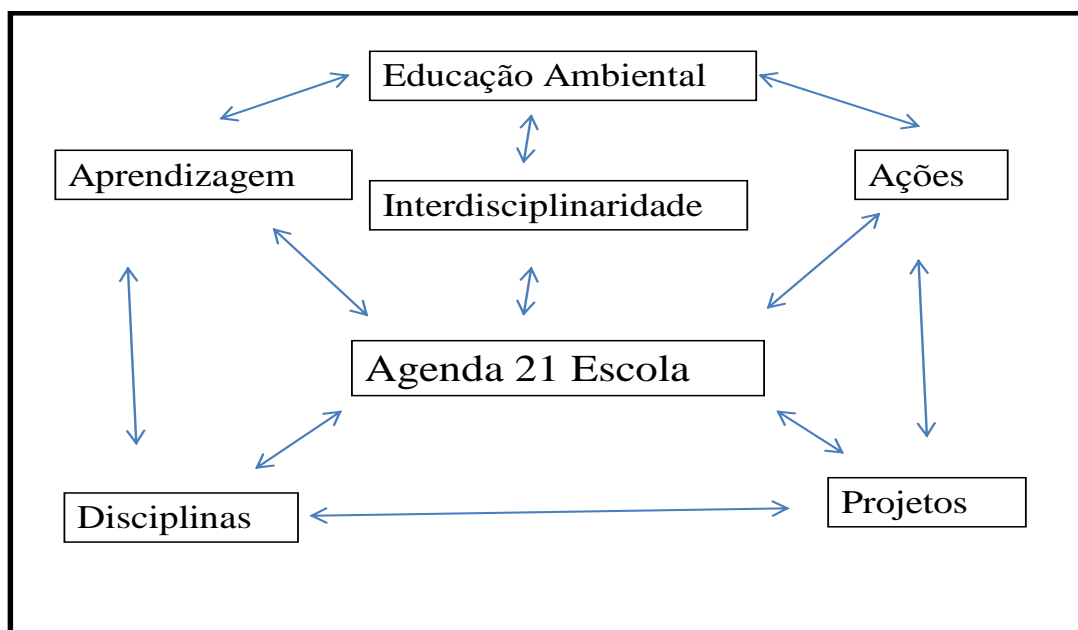 Educação Ambiental
Aprendizagem
Interdisciplinaridade
Ações
Agenda 21 Escola
Disciplinas
Projetos